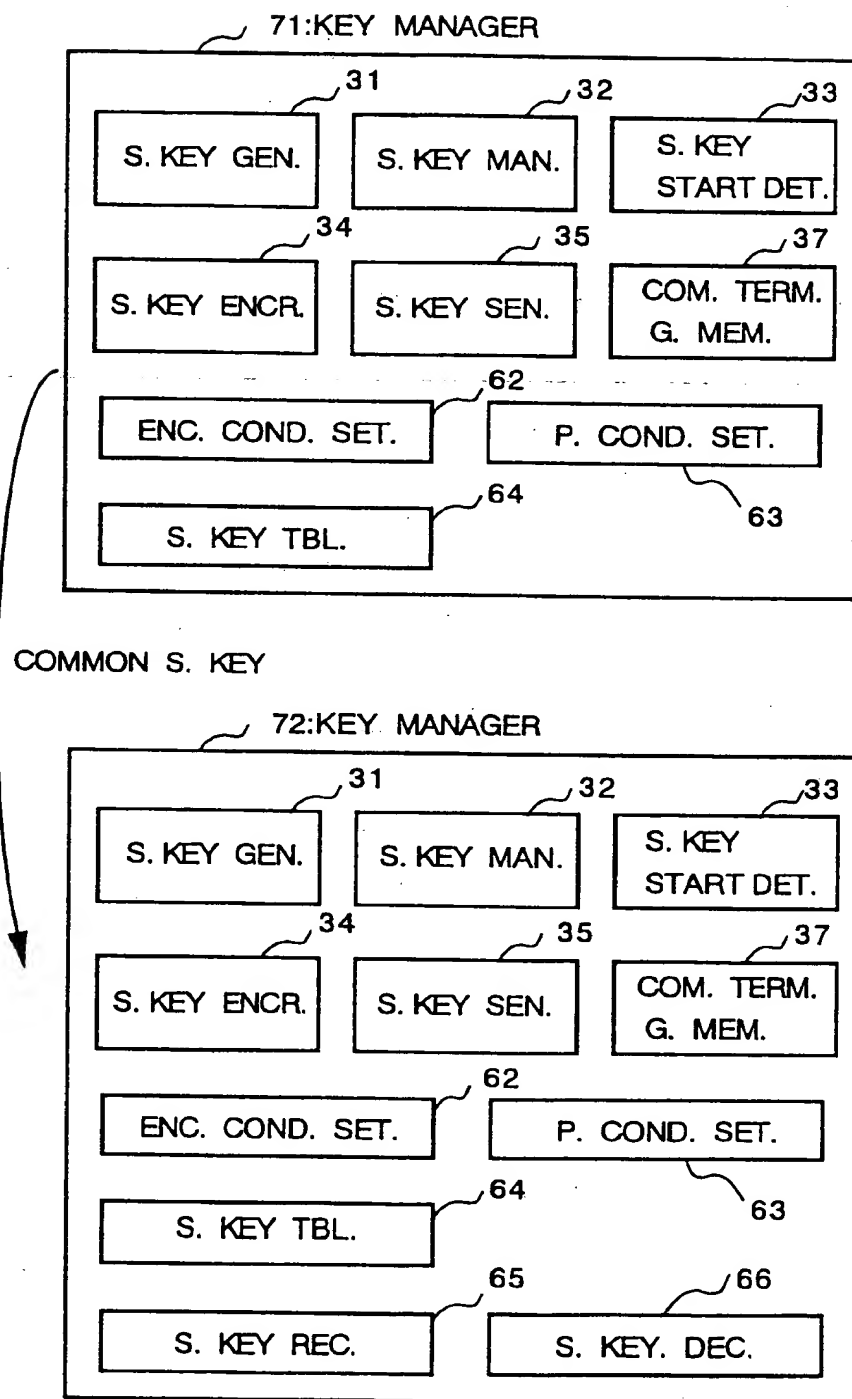 71:KEY MANAGER
31
32
33
S. KEY GEN.
S. KEY MAN.
S. KEY
START DET.
34
35
37
S. KEY ENCR.
S. KEY SEN.
COM. TERM.
G. MEM.
62
ENC. COND. SET.
P. COND. SET.
64
63
S. KEY TBL.
COMMON S. KEY
72:KEY MANAGER
31
32
33
S. KEY GEN.
S. KEY MAN.
S. KEY
START DET.
34
35
37
S. KEY ENCR.
S. KEY SEN.
COM. TERM.
G. MEM.
62
ENC. COND. SET.
P. COND. SET.
64
63
S. KEY TBL.
65
66
S. KEY REC.
S. KEY. DEC.